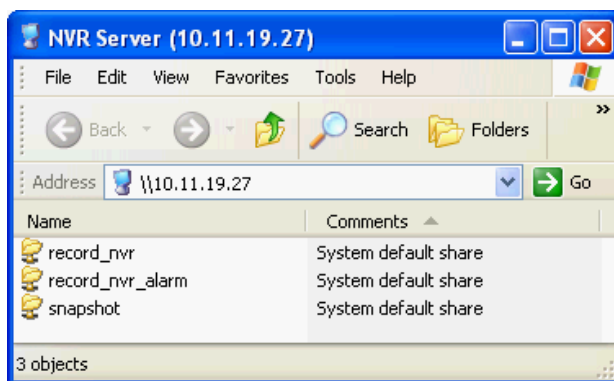 NVR Server (10.11.19.27)
File Edit View Favorites Tools Help
Back Search Folders »
Address \\10.11.19.27 Go
Name Comments
record_nvr System default share
record_nvr_alarm System default share
snapshot System default share
3 objects